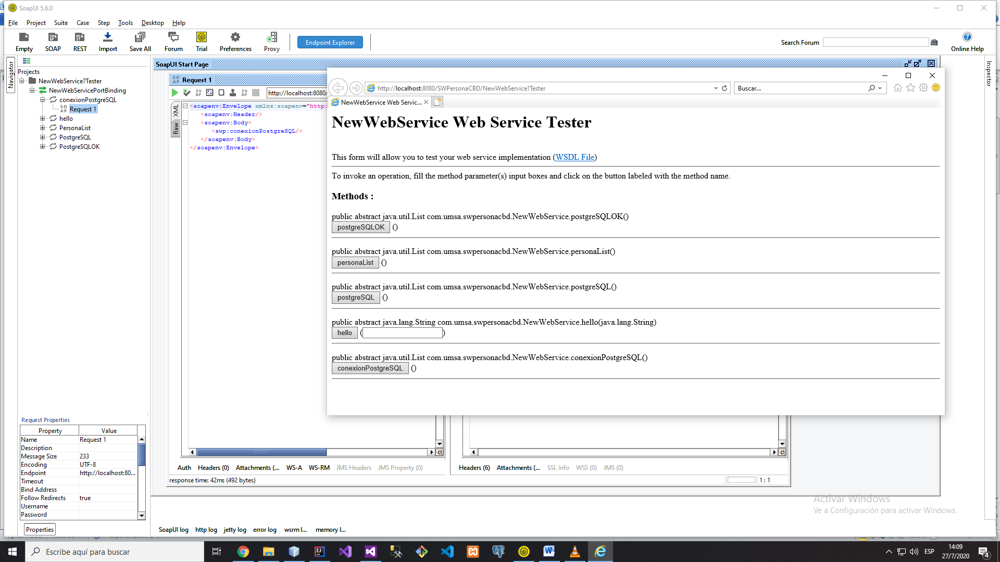 SoapUI 5.6.0
File Project Suite Case Step Tools Desktop Help
Empty SOAP REST Import Save All Forum Trial Preferences Proxy Endpoint Explorer Search Forum Online Help
Navigator
Inspector
Projects
NewWebService?Tester
NewWebServicePortBinding
conexionPostgreSQL
Request 1
hello
PersonaList
PostgreSQL
PostgreSQLOK
SoapUI Start Page
Request 1
http://localhost:8080/
XML
Raw
<soapenv:Envelope xmlns:soapenv="http:
<soapenv:Header/>
<soapenv:Body>
<swp:conexionPostgreSQL/>
</soapenv:Body>
</soapenv:Envelope>
http://localhost:8080/SWPersonaCBD/NewWebService?Tester
Buscar...
NewWebService Web Servic...
NewWebService Web Service Tester
This form will allow you to test your web service implementation (WSDL File)
To invoke an operation, fill the method parameter(s) input boxes and click on the button labeled with the method name.
Methods :
public abstract java.util.List com.umsa.swpersonacbd.NewWebService.postgreSQLOK()
postgreSQLOK ()
public abstract java.util.List com.umsa.swpersonacbd.NewWebService.personaList()
personaList ()
public abstract java.util.List com.umsa.swpersonacbd.NewWebService.postgreSQL()
postgreSQL ()
public abstract java.lang.String com.umsa.swpersonacbd.NewWebService.hello(java.lang.String)
hello ( )
public abstract java.util.List com.umsa.swpersonacbd.NewWebService.conexionPostgreSQL()
conexionPostgreSQL ()
Request Properties
Property Value
Name Request 1
Description
Message Size 233
Encoding UTF-8
Endpoint http://localhost:80...
Timeout
Bind Address
Follow Redirects true
Username
Password
Properties
Auth Headers (0) Attachments (... WS-A WS-RM JMS Headers JMS Property (0)
Headers (6) Attachments (... SSL Info WSS (0) JMS (0)
response time: 42ms (492 bytes)
1 : 1
Activar Windows
Ve a Configuración para activar Windows.
SoapUI log http log jetty log error log wsrm l... memory l...
Escribe aquí para buscar
ESP
14:09
27/7/2020
4